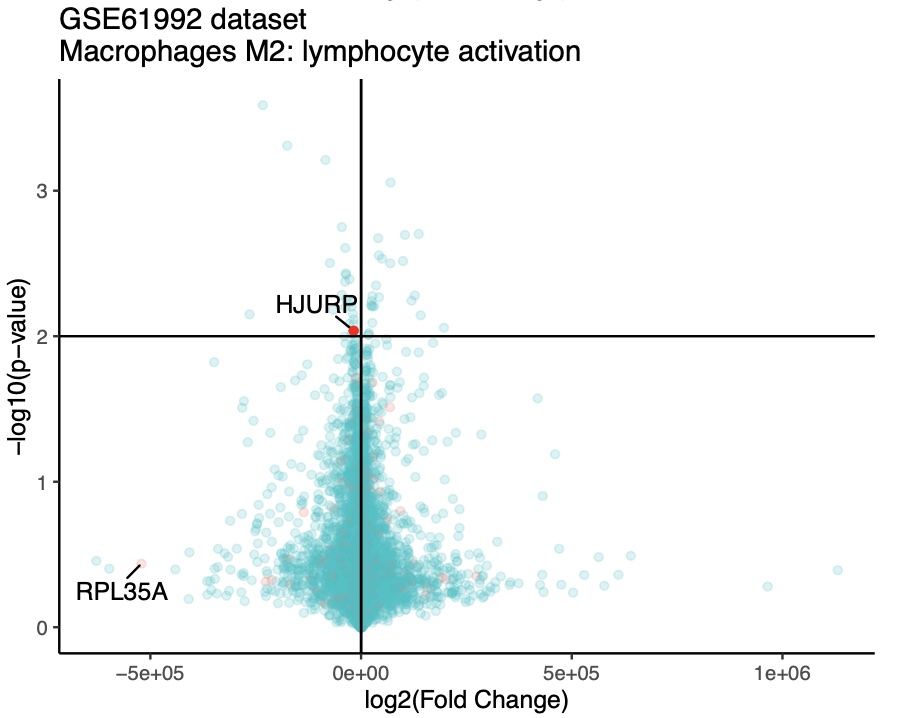 GSE61992 dataset
Macrophages M2: lymphocyte activation
3
HJURP
2
−log10(p−value)
1
RPL35A
0
−5e+05 0e+00 5e+05 1e+06
log2(Fold Change)